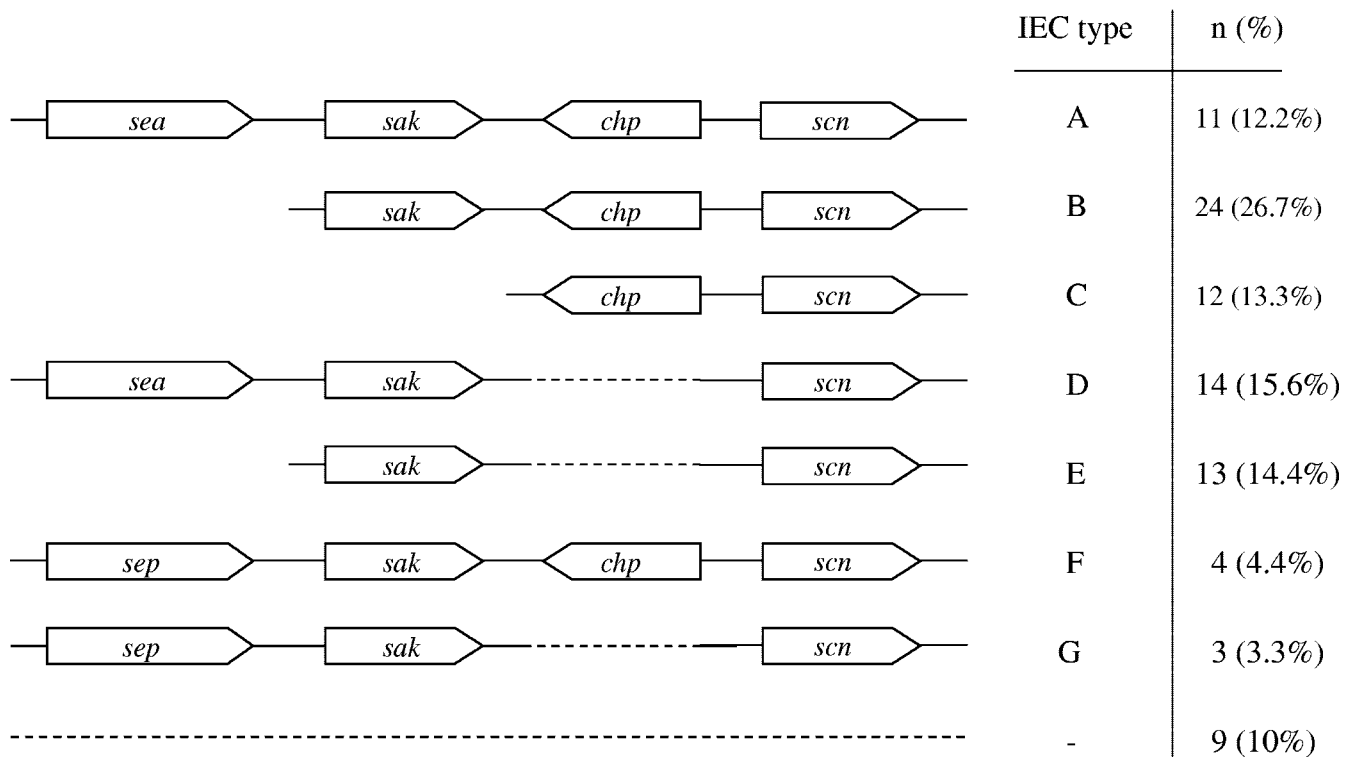 IEC type n (%)
sea sak chp scn A 11 (12.2%)
sak chp scn B 24 (26.7%)
chp scn C 12 (13.3%)
sea sak scn D 14 (15.6%)
sak scn E 13 (14.4%)
sep sak chp scn F 4 (4.4%)
sep sak scn G 3 (3.3%)
- 9 (10%)